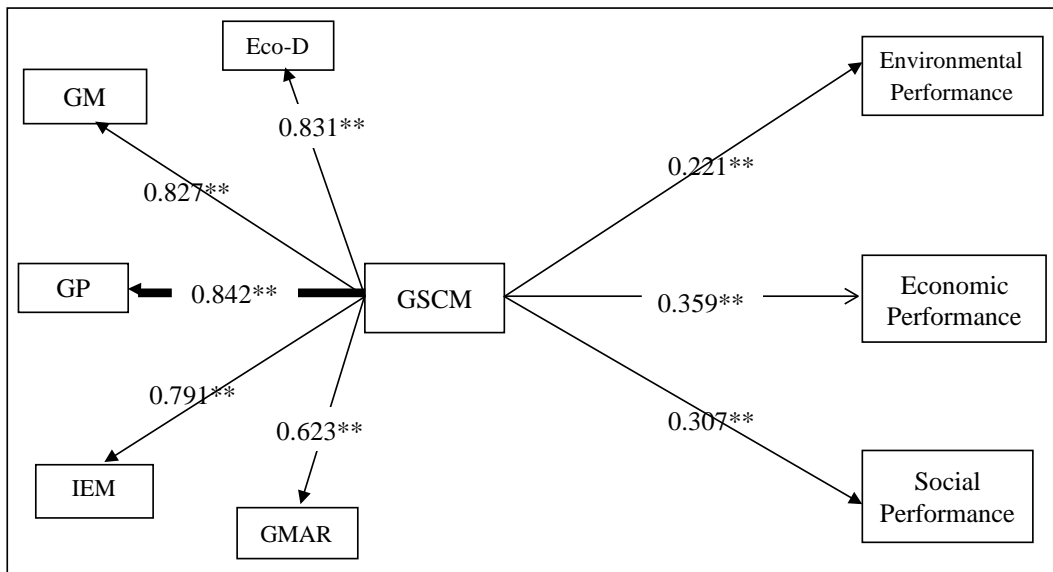 Eco-D
Environmental
Performance
GM
0.831**
0.221**
0.827**
GP
0.842**
GSCM
0.359**
Economic
Performance
0.791**
0.623**
0.307**
IEM
GMAR
Social
Performance